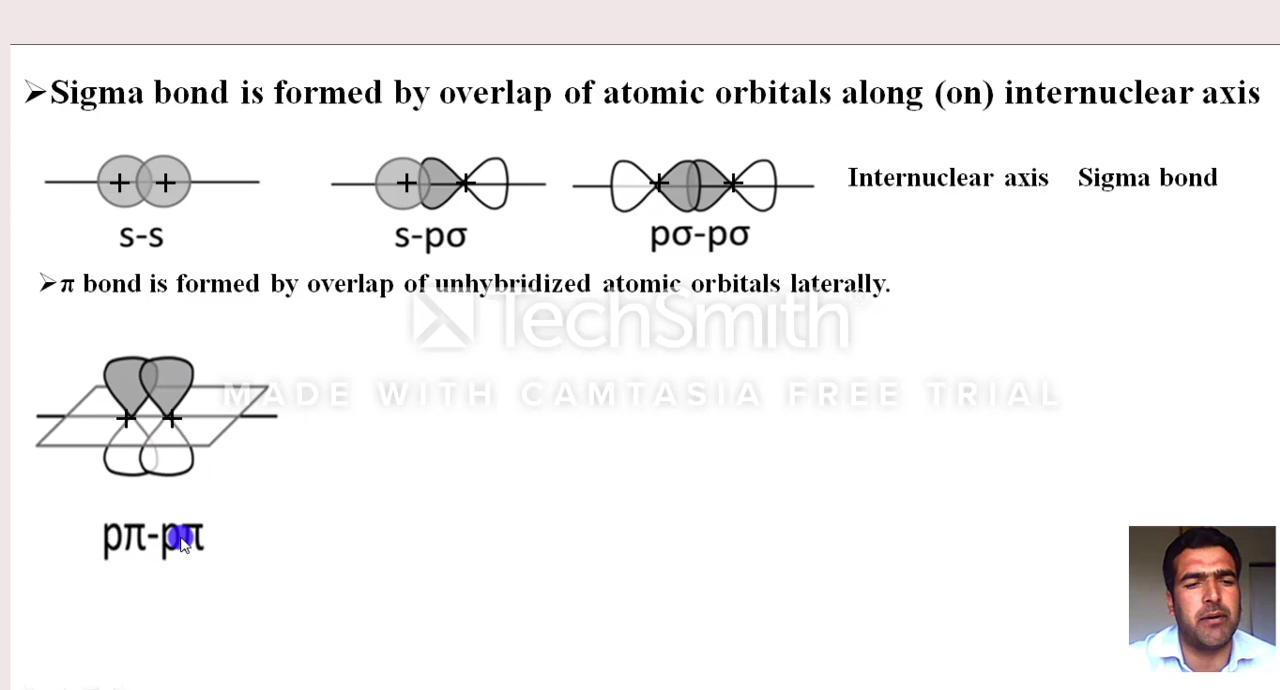 ➢Sigma bond is formed by overlap of atomic orbitals along (on) internuclear axis
s-s
s-pσ
pσ-pσ
Internuclear axis Sigma bond
➢π bond is formed by overlap of unhybridized atomic orbitals laterally.
TechSmith
MADE WITH CAMTASIA FREE TRIAL
pπ-pπ